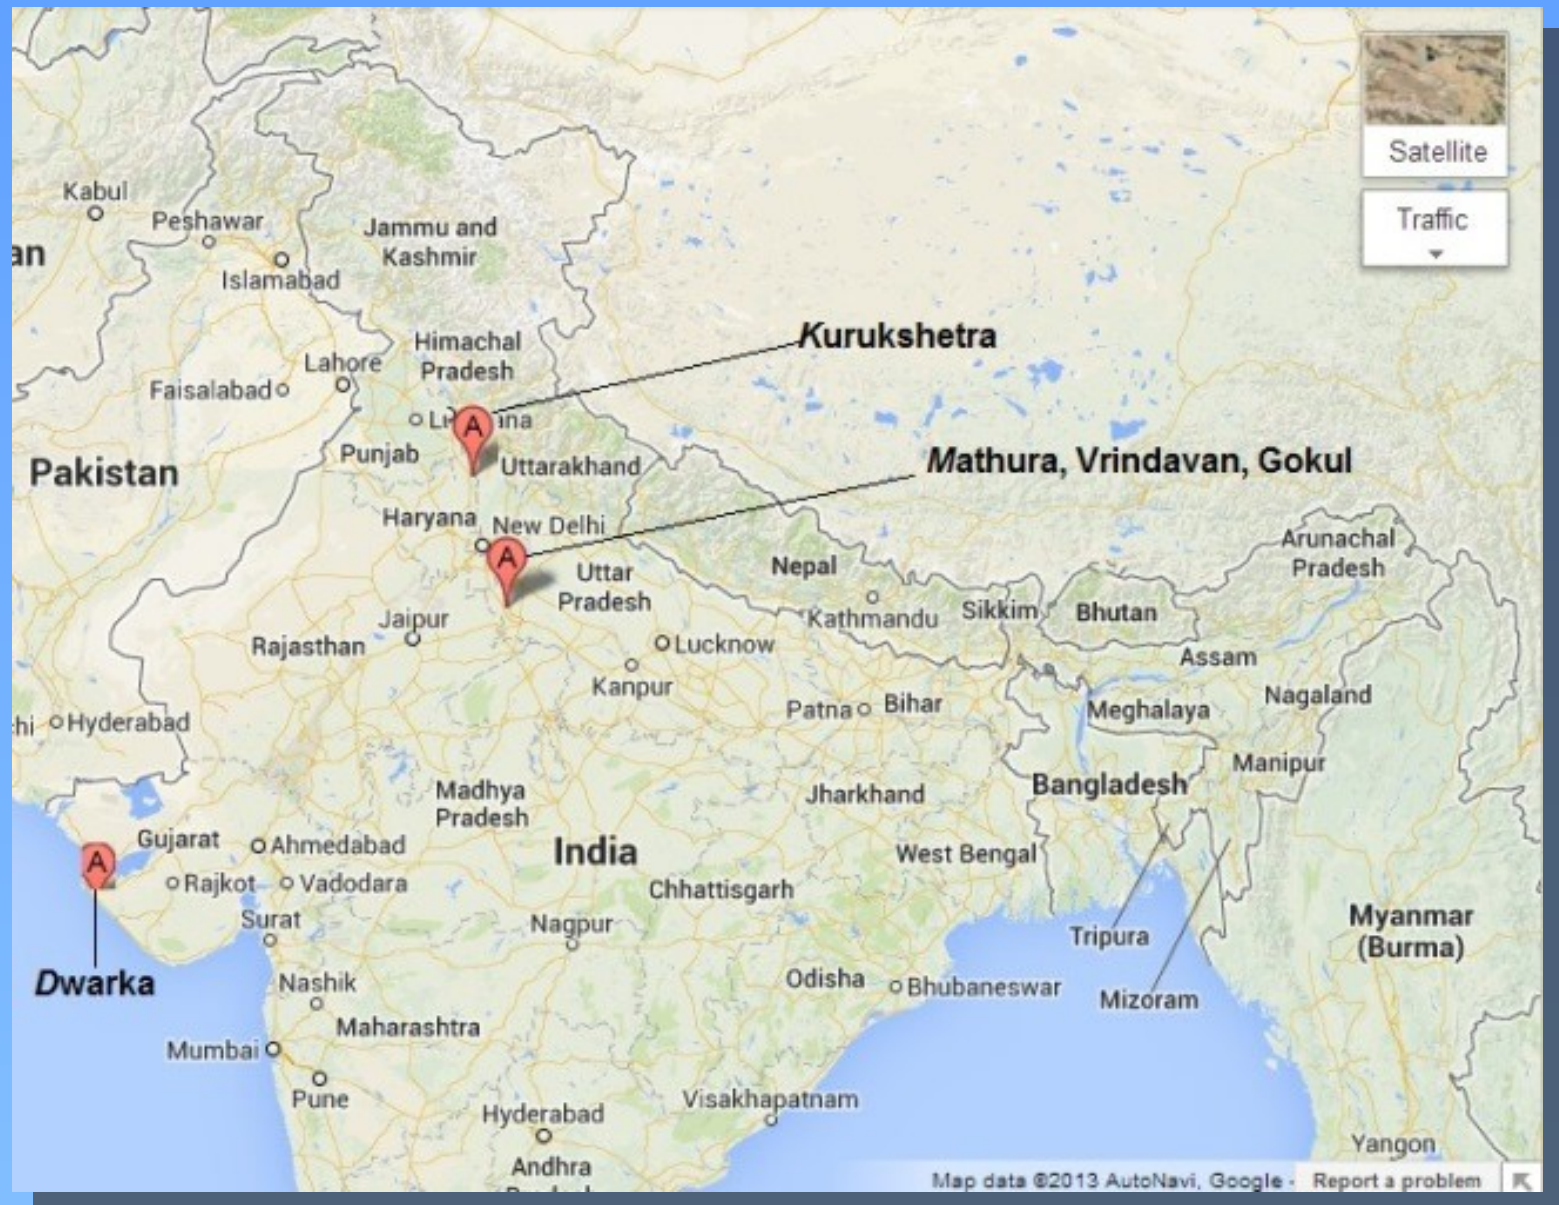 Satellite
Traffic
Kabul
Peshawar
an
Islamabad
Jammu and
Kashmir
Kurukshetra
Himachal
Pradesh
Lahore
Faisalabad
Punjab
Uttarakhand
Pakistan
Mathura, Vrindavan, Gokul
Haryana
New Delhi
Uttar
Pradesh
Nepal
Arunachal
Pradesh
Kathmandu
Sikkim
Bhutan
Jaipur
Rajasthan
Lucknow
Kanpur
Assam
Patna
Bihar
Meghalaya
Nagaland
hi
Hyderabad
Manipur
Bangladesh
Madhya
Pradesh
Jharkhand
Gujarat
A
A
A
Ahmedabad
India
West Bengal
Rajkot
Vadodara
Chhattisgarh
Surat
Nagpur
Tripura
Myanmar
(Burma)
Dwarka
Nashik
Odisha
Bhubaneswar
Mizoram
Maharashtra
Mumbai
Pune
Hyderabad
Visakhapatnam
Andhra
Yangon
Map data ©2013 AutoNavi, Google -
Report a problem